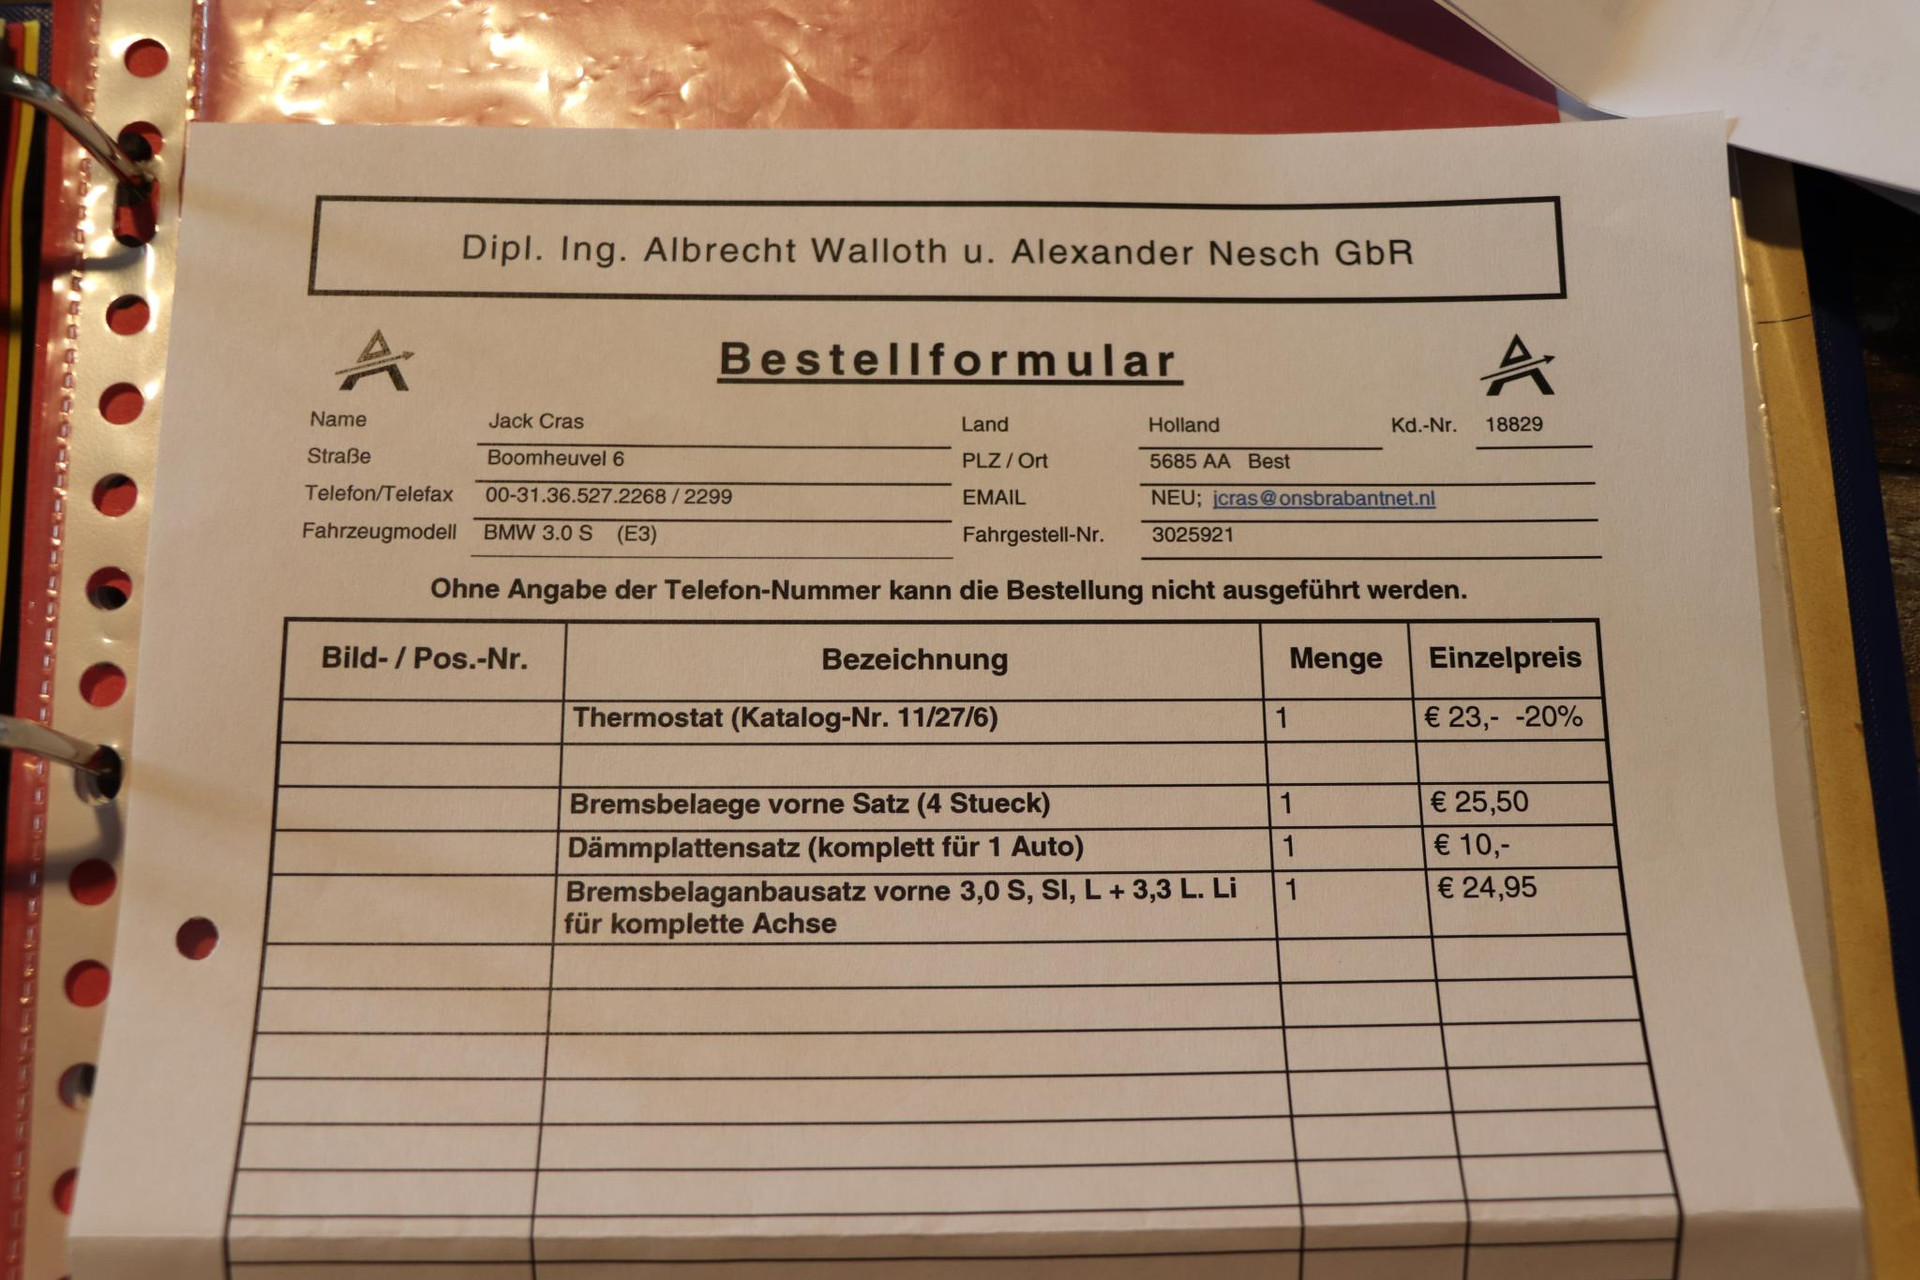 Dipl. Ing. Albrecht Walloth u. Alexander Nesch GbR
Bestellformular
Name Jack Cras Land Holland Kd.-Nr. 18829
Straße Boomheuvel 6 PLZ / Ort 5685 AA Best
Telefon/Telefax 00-31.36.527.2268 / 2299 EMAIL NEU; jcras@onsbrabantnet.nl
Fahrzeugmodell BMW 3.0 S (E3) Fahrgestell-Nr. 3025921
Ohne Angabe der Telefon-Nummer kann die Bestellung nicht ausgeführt werden.
Bild- / Pos.-Nr. Bezeichnung Menge Einzelpreis
Thermostat (Katalog-Nr. 11/27/6) 1 € 23,- -20%
Bremsbelaege vorne Satz (4 Stueck) 1 € 25,50
Dämmplattensatz (komplett für 1 Auto) 1 € 10,-
Bremsbelaganbausatz vorne 3,0 S, SI, L + 3,3 L. Li 1 € 24,95
für komplette Achse